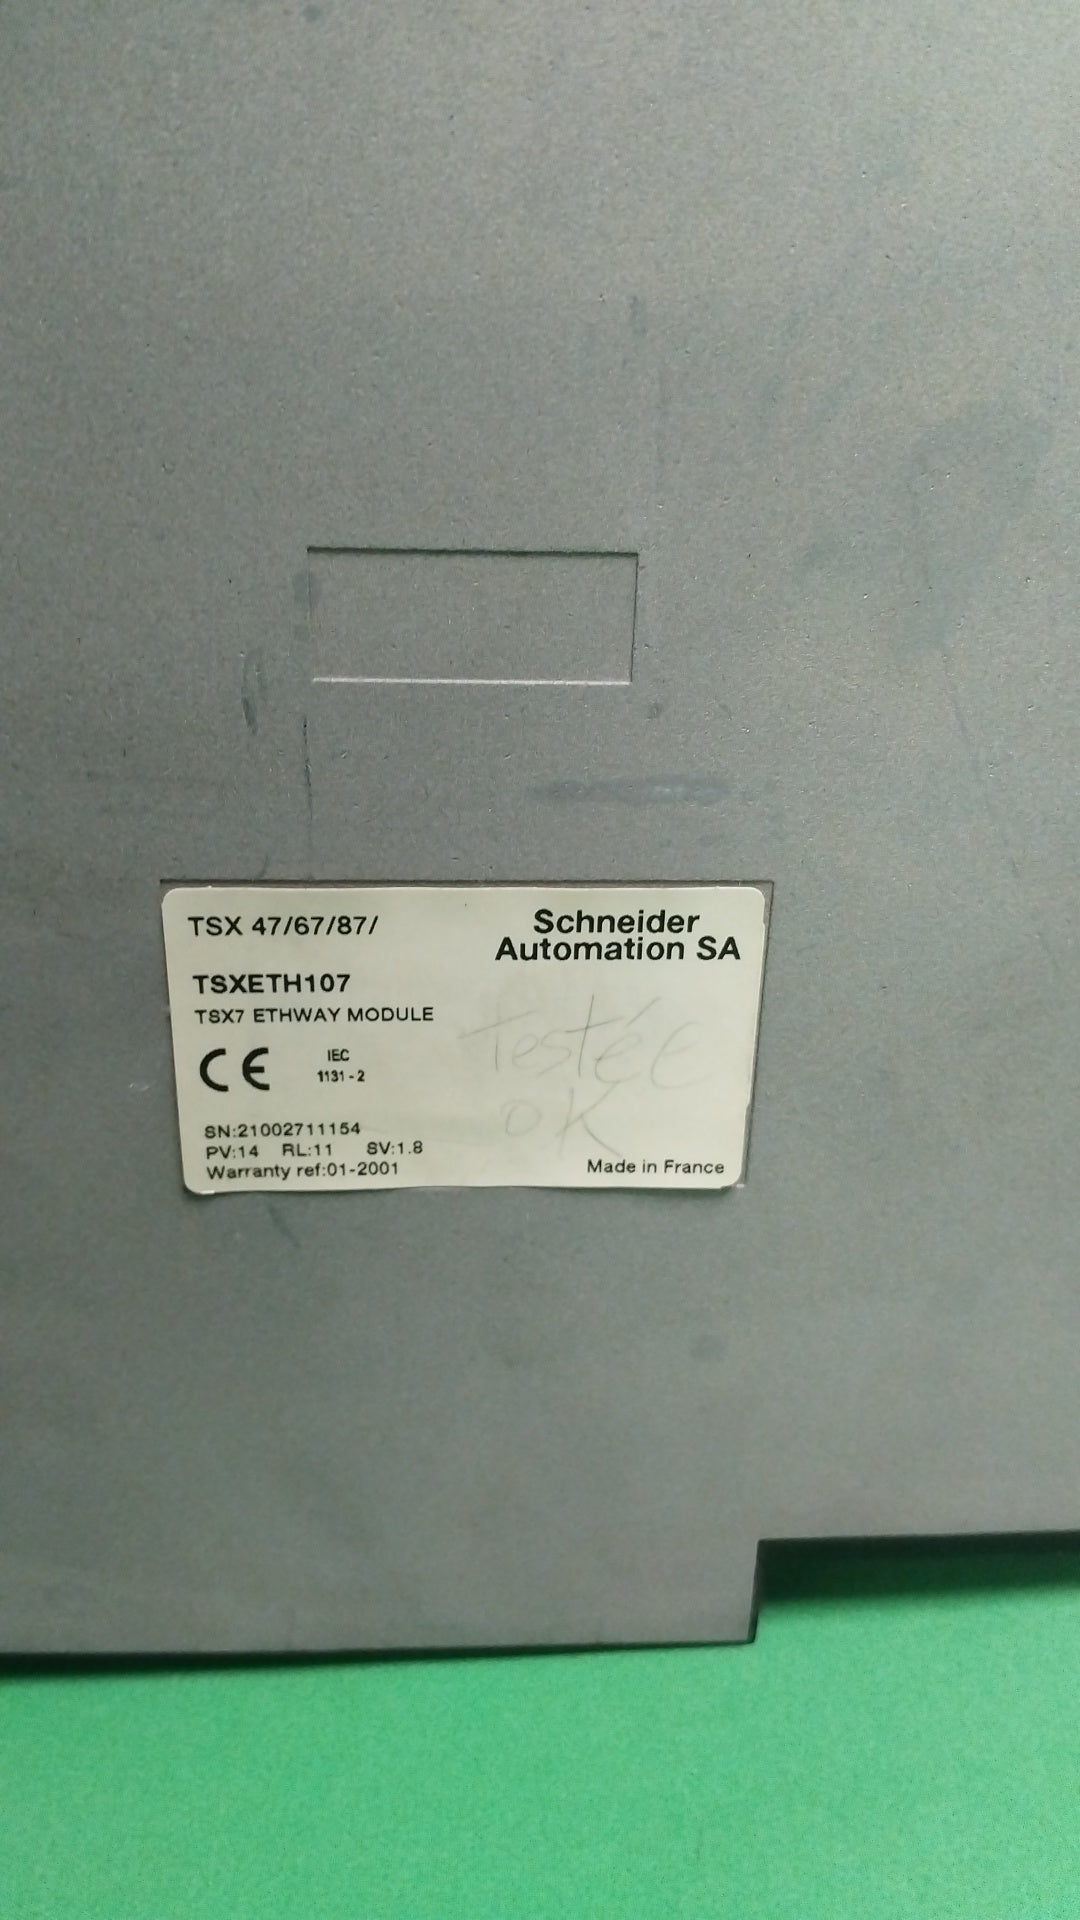 TSX 47/67/87/
Schneider
Automation SA
TSXETH107
TSX7 ETHWAY MODULE
CE
IEC
1131-2
Testée
OK
SN:21002711154
PV:14 RL:11 SV:1.8
Warranty ref:01-2001
Made in France